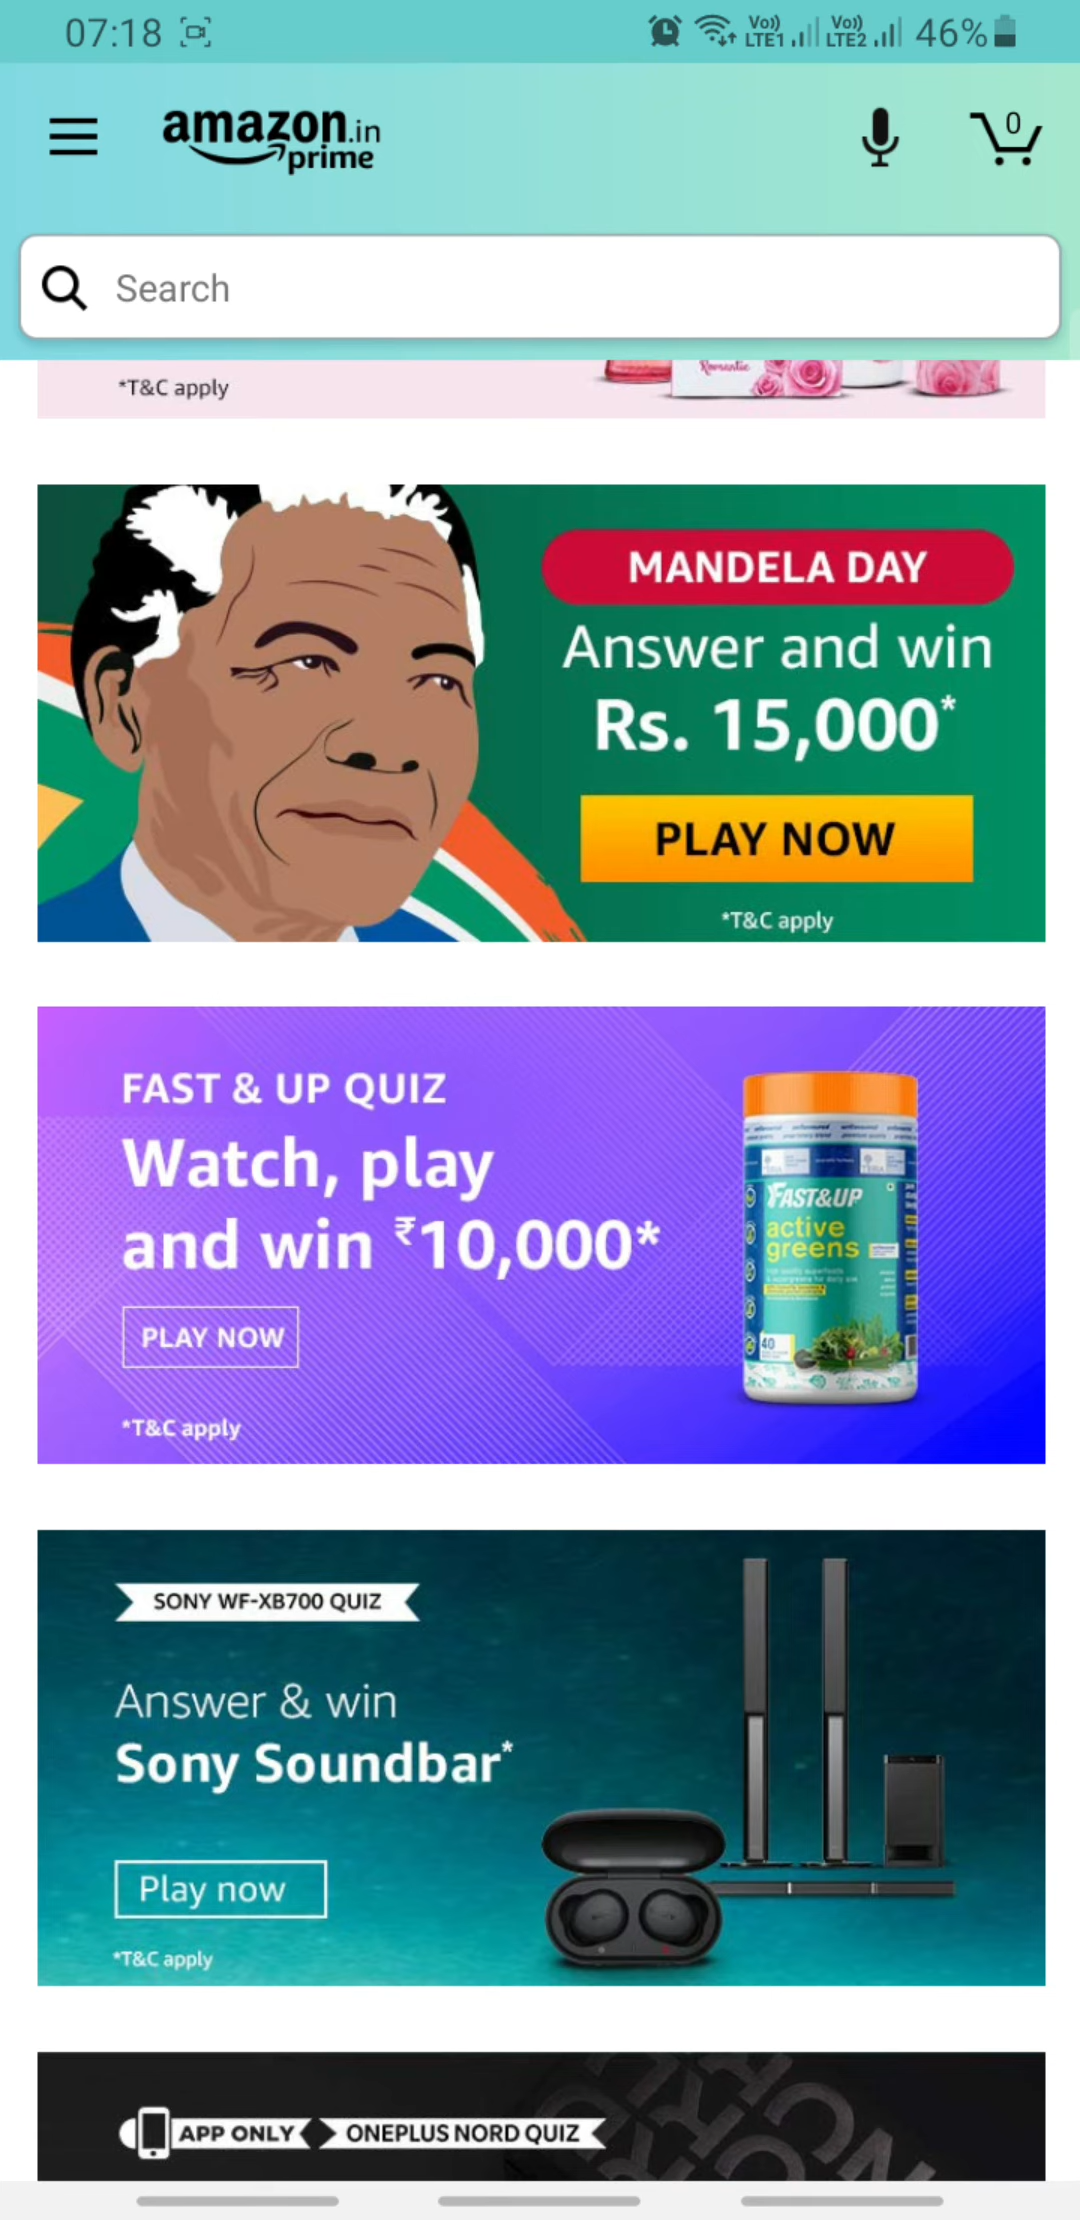 07:18
Vo)) LTE1 Vo)) LTE2 46%
amazon.in
prime
0
Search
Romantic
*T&C apply
MANDELA DAY
Answer and win
Rs. 15,000*
PLAY NOW
*T&C apply
FAST & UP QUIZ
Watch, play
and win ₹10,000*
PLAY NOW
*T&C apply
FAST&UP
active
greens
40
SONY WF-XB700 QUIZ
Answer & win
Sony Soundbar*
Play now
*T&C apply
APP ONLY ONEPLUS NORD QUIZ